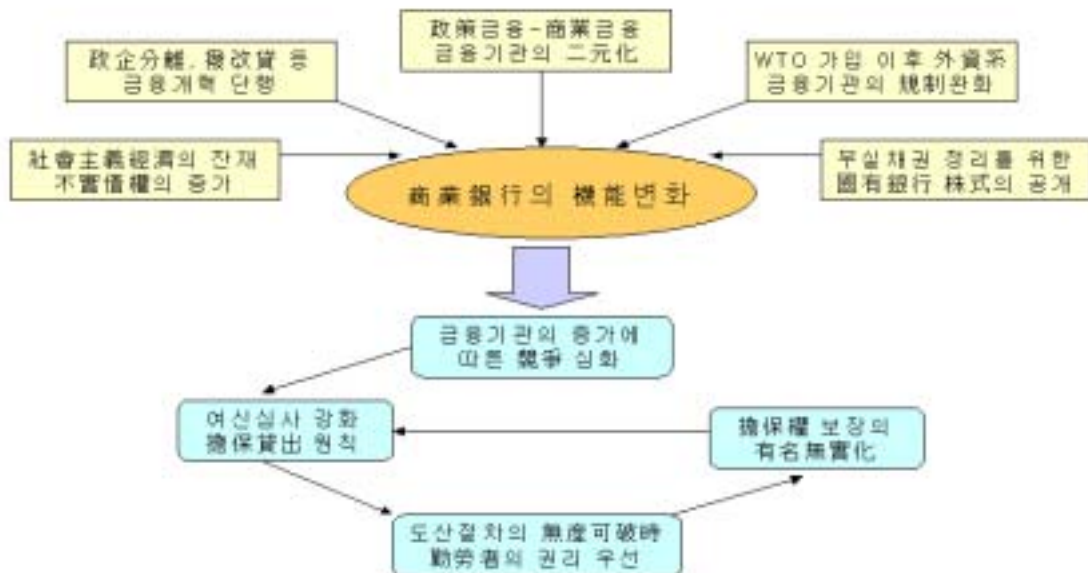 政策금융-商業금융
금융기관의 二元化
政企分離, 撥改貸 등
금융개혁 단행
WTO 가입 이후 外資系
금융기관의 規制완화
社會主義經濟의 잔재
不實債權의 증가
부실채권 정리를 위한
國有銀行 株式의 공개
商業銀行의 機能변화
금융기관의 증가에
따른 競爭 심화
여신심사 강화
擔保貸出 원칙
擔保權 보장의
有名無實化
도산절차의 無產可破時
勤勞者의 권리 우선